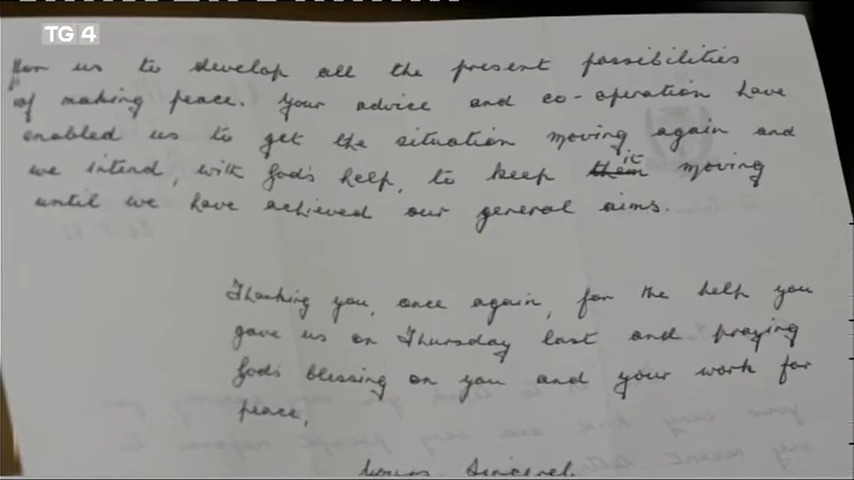 TG4
for us to develop all the present possibilities
of making peace. Your advice and co-operation have
enabled us to get the situation moving again and
we intend, with God's help, to keep ~~them~~ it moving
until we have achieved our general aims.
Thanking you, once again, for the help you
gave us on Thursday last and praying
God's blessing on you and your work for
peace,
Yours Sincerel